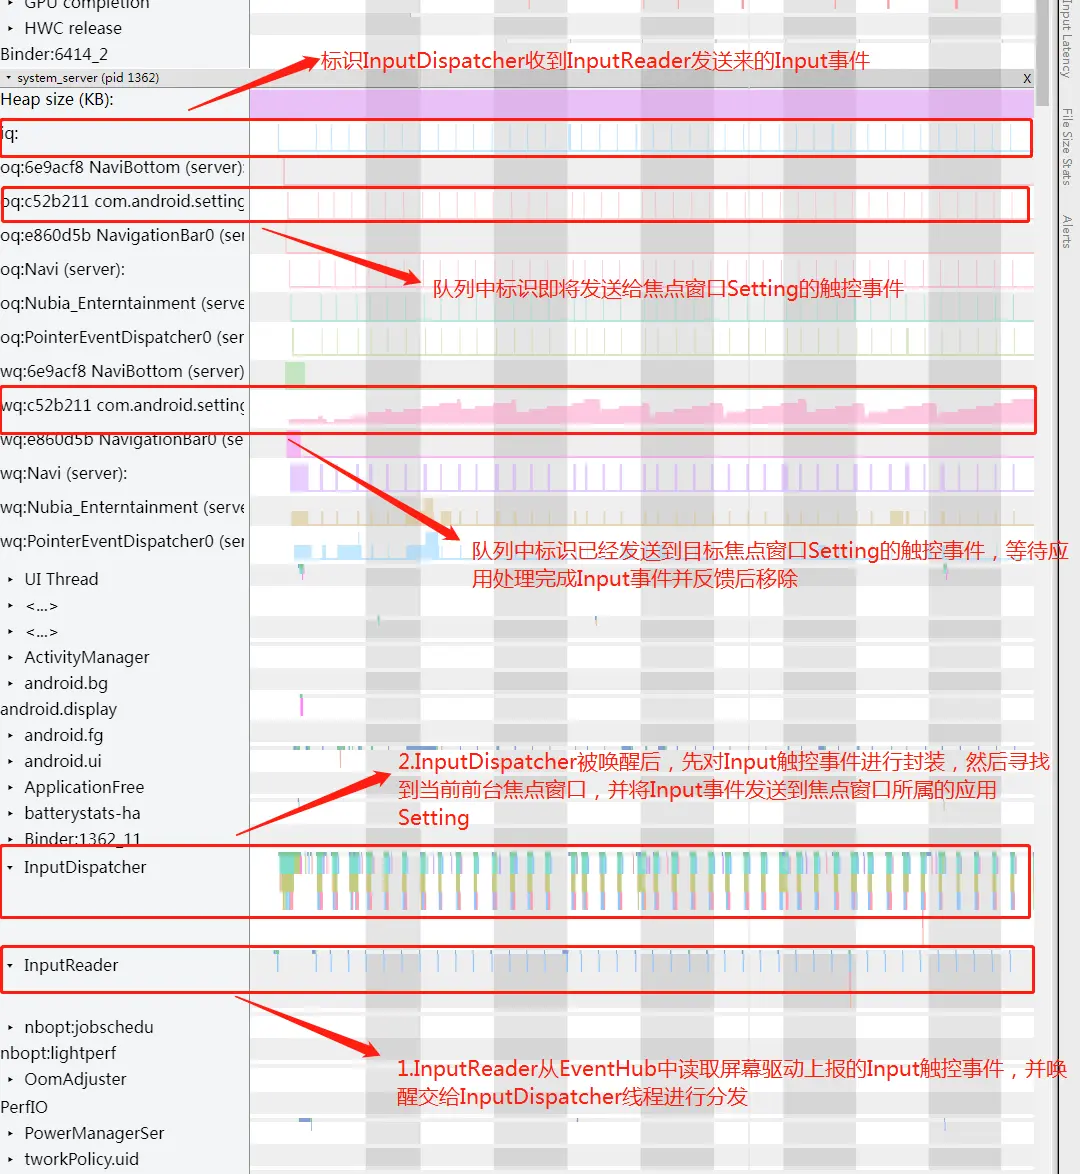 GPU completion
HWC release
Binder:6414_2
标识InputDispatcher收到InputReader发送来的Input事件
system_server (pid 1362)
X
Heap size (KB):
iq:
oq:6e9acf8 NaviBottom (server):
oq:c52b211 com.android.setting
oq:e860d5b NavigationBar0 (ser
oq:Navi (server):
队列中标识即将发送给焦点窗口Setting的触控事件
oq:Nubia_Enterntainment (serve
oq:PointerEventDispatcher0 (ser
wq:6e9acf8 NaviBottom (server)
wq:c52b211 com.android.setting
wq:e860d5b NavigationBar0 (se
wq:Navi (server):
wq:Nubia_Entertainment (serve
wq:PointerEventDispatcher0 (ser
队列中标识已经发送到目标焦点窗口Setting的触控事件，等待应
用处理完成Input事件并反馈后移除
UI Thread
<...>
<...>
ActivityManager
android.bg
android.display
android.fg
android.ui
2.InputDispatcher被唤醒后，先对Input触控事件进行封装，然后寻找
到当前前台焦点窗口，并将Input事件发送到焦点窗口所属的应用
Setting
ApplicationFree
batterystats-ha
Binder:1362_11
InputDispatcher
InputReader
nbopt:jobschedu
nbopt:lightperf
1.InputReader从EventHub中读取屏幕驱动上报的Input触控事件，并唤
醒交给InputDispatcher线程进行分发
OomAdjuster
PerfIO
PowerManagerSer
tworkPolicy.uid
Input Latency
File Size Stats
Alerts